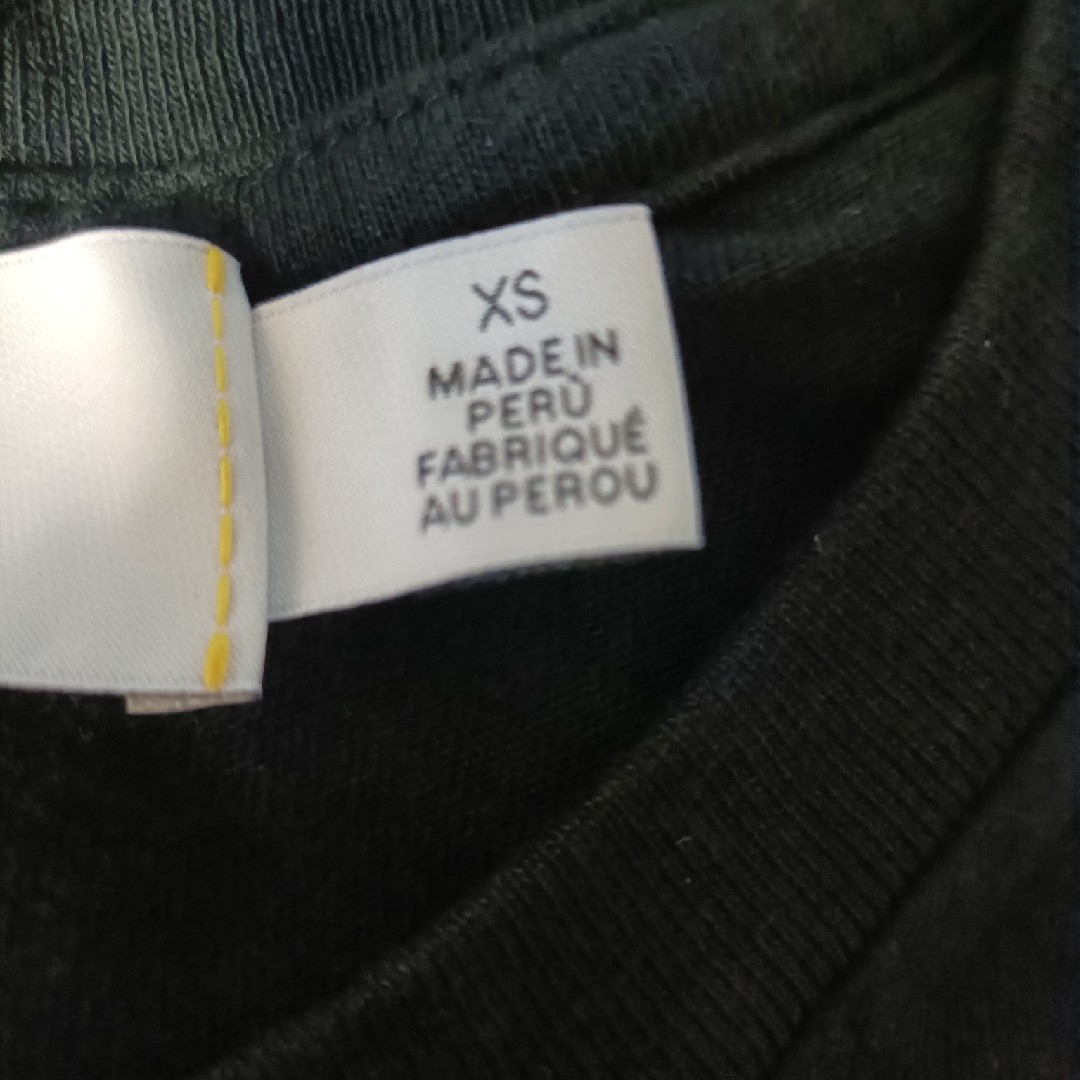 XS
MADE IN
PERÙ
FABRIQUÉ
AU PEROU